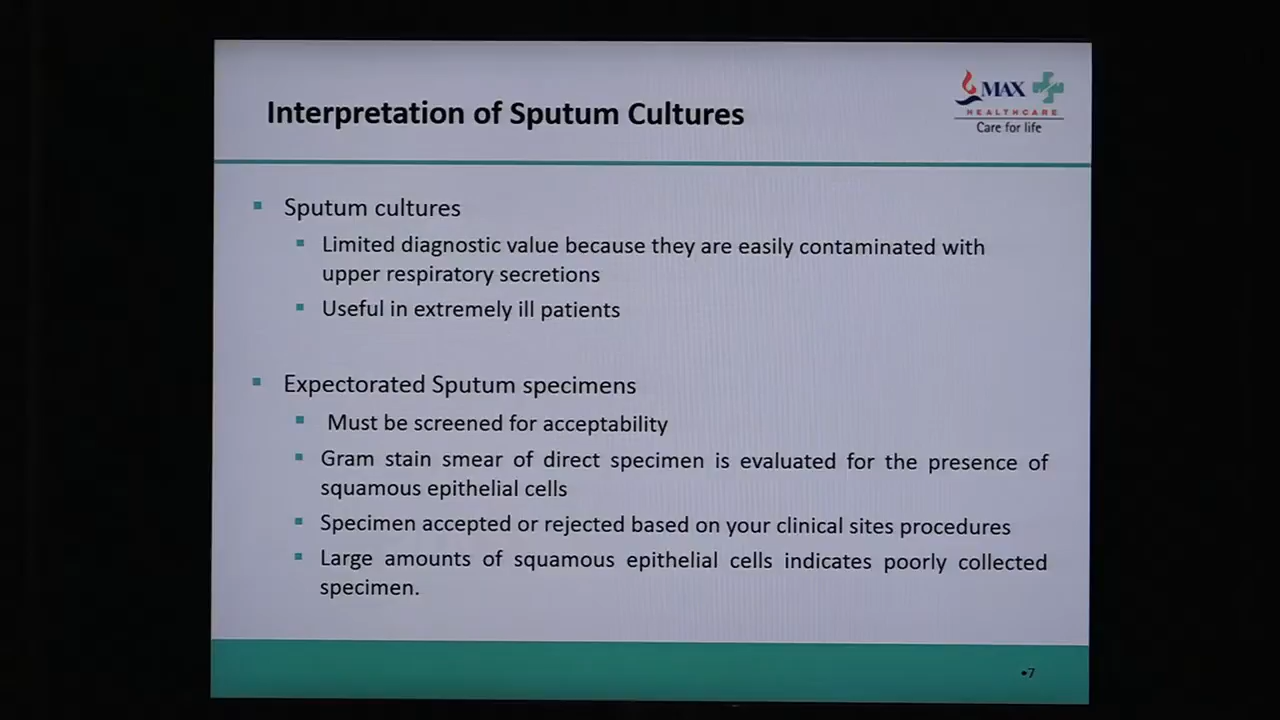 Interpretation of Sputum Cultures
MAX
HEALTHCARE
Care for life
Sputum cultures
Limited diagnostic value because they are easily contaminated with
upper respiratory secretions
Useful in extremely ill patients
Expectorated Sputum specimens
Must be screened for acceptability
Gram stain smear of direct specimen is evaluated for the presence of
squamous epithelial cells
Specimen accepted or rejected based on your clinical sites procedures
Large amounts of squamous epithelial cells indicates poorly collected
specimen.
•7